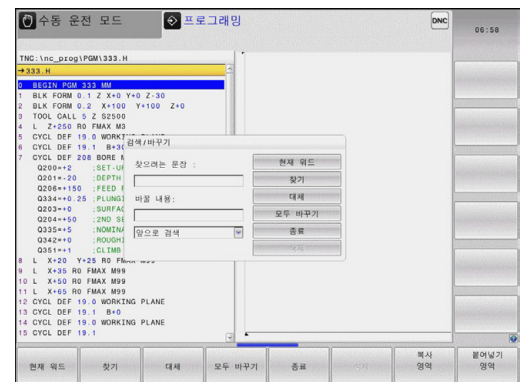 수동 운전 모드
프로그래밍
DNC
06:58
TNC:\nc_prog\PGM\333.H
→333.H
0 BEGIN PGM 333 MM
1 BLK FORM 0.1 Z X+0 Y+0 Z-30
2 BLK FORM 0.2 X+100 Y+100 Z+0
3 TOOL CALL 5 Z S2500
4 L Z+250 R0 FMAX M3
5 CYCL DEF 19.0 WORKI
6 CYCL DEF 19.1 B+30
7 CYCL DEF 208 BORE M
Q200=+2 ;SET-U
Q201=-20 ;DEPTH
Q206=+150 ;FEED
Q334=+0.25 ;PLUNGI
Q203=+0 ;SURFAC
Q204=+50 ;2ND SE
Q335=+5 ;NOMINA
Q342=+0 ;ROUGHI
Q351=+1 ;CLIMB
8 L X+20 Y+25 R0 FMAX M99
9 L X+35 R0 FMAX M99
10 L X+50 R0 FMAX M99
11 L X+65 R0 FMAX M99
12 CYCL DEF 19.0 WORKING PLANE
13 CYCL DEF 19.1 B+0
14 CYCL DEF 19.0 WORKING PLANE
15 CYCL DEF 19.1
검색/바꾸기
찾으려는 문장 :
바꿀 내용:
앞으로 검색
현재 워드
찾기
대체
모두 바꾸기
종료
현재 워드
찾기
대체
모두 바꾸기
종료
복사
영역
붙여넣기
영역